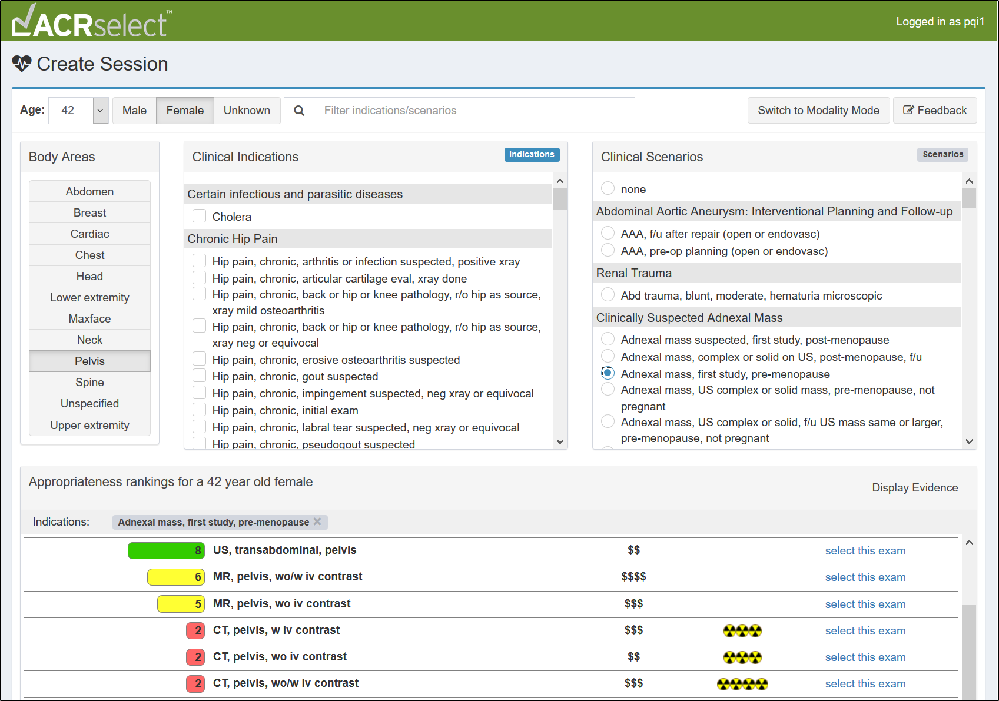 ACRselect™
Logged in as pqi1
Create Session
Age: 42 Male Female Unknown Filter indications/scenarios Switch to Modality Mode Feedback
Body Areas
Abdomen
Breast
Cardiac
Chest
Head
Lower extremity
Maxface
Neck
Pelvis
Spine
Unspecified
Upper extremity
Clinical Indications Indications
Certain infectious and parasitic diseases
Cholera
Chronic Hip Pain
Hip pain, chronic, arthritis or infection suspected, positive xray
Hip pain, chronic, articular cartilage eval, xray done
Hip pain, chronic, back or hip or knee pathology, r/o hip as source,
xray mild osteoarthritis
Hip pain, chronic, back or hip or knee pathology, r/o hip as source,
xray neg or equivocal
Hip pain, chronic, erosive osteoarthritis suspected
Hip pain, chronic, gout suspected
Hip pain, chronic, impingement suspected, neg xray or equivocal
Hip pain, chronic, initial exam
Hip pain, chronic, labral tear suspected, neg xray or equivocal
Hip pain, chronic, pseudogout suspected
Clinical Scenarios Scenarios
none
Abdominal Aortic Aneurysm: Interventional Planning and Follow-up
AAA, f/u after repair (open or endovasc)
AAA, pre-op planning (open or endovasc)
Renal Trauma
Abd trauma, blunt, moderate, hematuria microscopic
Clinically Suspected Adnexal Mass
Adnexal mass suspected, first study, post-menopause
Adnexal mass, complex or solid on US, post-menopause, f/u
Adnexal mass, first study, pre-menopause
Adnexal mass, US complex or solid mass, pre-menopause, not
pregnant
Adnexal mass, US complex or solid, f/u US mass same or larger,
pre-menopause, not pregnant
Appropriateness rankings for a 42 year old female
Display Evidence
Indications: Adnexal mass, first study, pre-menopause
8 US, transabdominal, pelvis $$ select this exam
6 MR, pelvis, wo/w iv contrast $$$$ select this exam
5 MR, pelvis, wo iv contrast $$$ select this exam
2 CT, pelvis, w iv contrast $$$ select this exam
2 CT, pelvis, wo iv contrast $$ select this exam
2 CT, pelvis, wo/w iv contrast $$$ select this exam